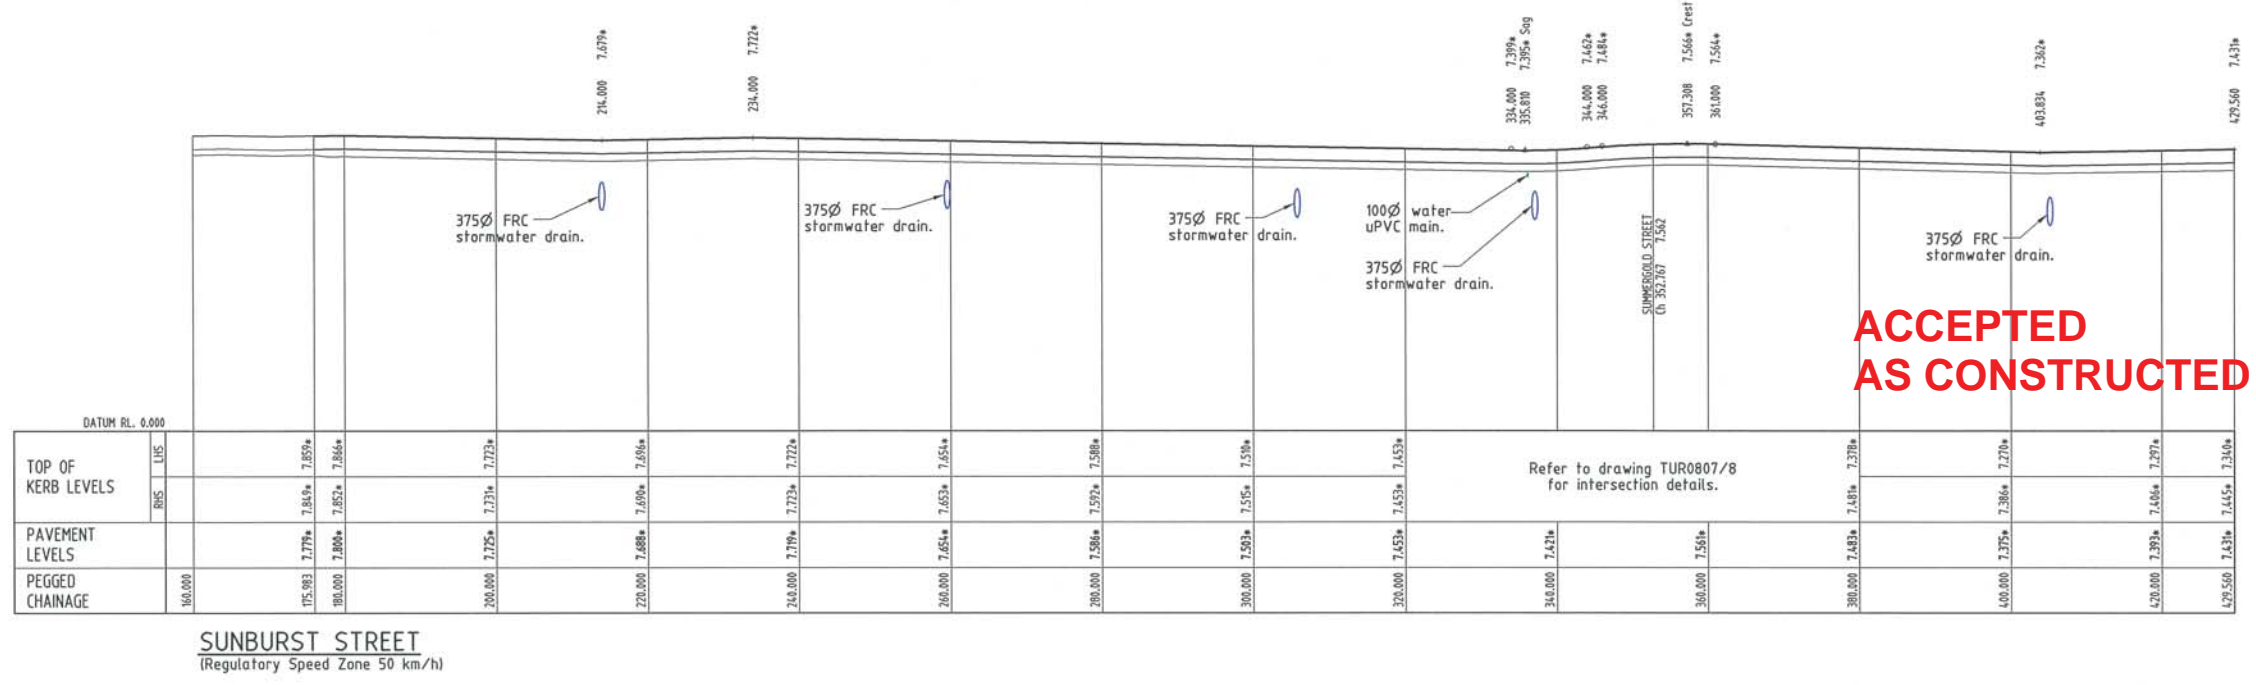 214.000 7.679*
234.000 7.722*
334.000 7.399*
335.810 7.395* Sag
344.000 7.462*
346.000 7.484*
357.308 7.566* Crest
361.000 7.564*
403.834 7.362*
429.560 7.431*
375Ø FRC
stormwater drain.
375Ø FRC
stormwater drain.
375Ø FRC
stormwater drain.
100Ø water
uPVC main.
375Ø FRC
stormwater drain.
SUMMERGOLD STREET
Ch 352.767 7.562
375Ø FRC
stormwater drain.
ACCEPTED
AS CONSTRUCTED
DATUM RL. 0.000
TOP OF
KERB LEVELS
LHS 7.859* 7.866* 7.723* 7.696* 7.722* 7.654* 7.588* 7.510* 7.453* 7.378* 7.270* 7.297* 7.340*
Refer to drawing TUR0807/8
for intersection details.
RHS 7.849* 7.852* 7.731* 7.690* 7.723* 7.653* 7.592* 7.515* 7.453* 7.481* 7.386* 7.406* 7.445*
PAVEMENT
LEVELS
7.779* 7.800* 7.725* 7.688* 7.719* 7.654* 7.586* 7.503* 7.453* 7.421* 7.561* 7.483* 7.375* 7.393* 7.431*
PEGGED
CHAINAGE
160.000 175.983 180.000 200.000 220.000 240.000 260.000 280.000 300.000 320.000 340.000 360.000 380.000 400.000 420.000 429.560
SUNBURST STREET
(Regulatory Speed Zone 50 km/h)